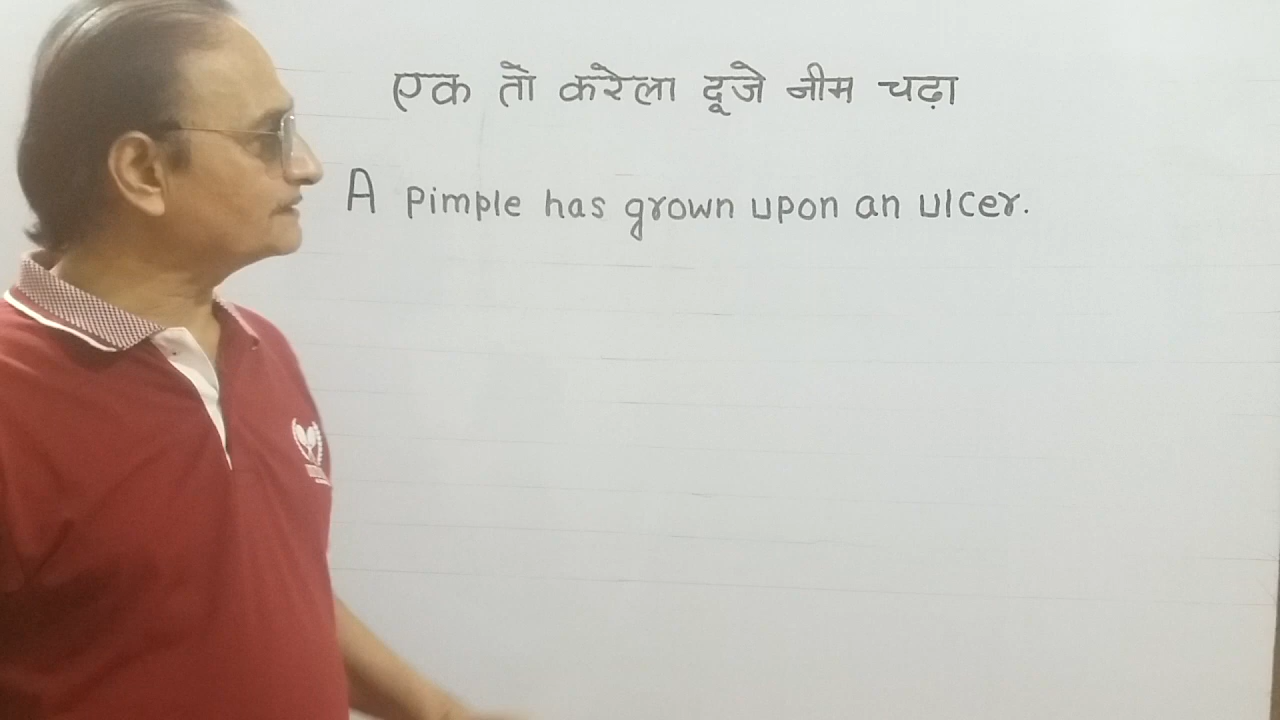 एक तो करेला दूजे नीम चढ़ा
A Pimple has grown upon an ulcer.